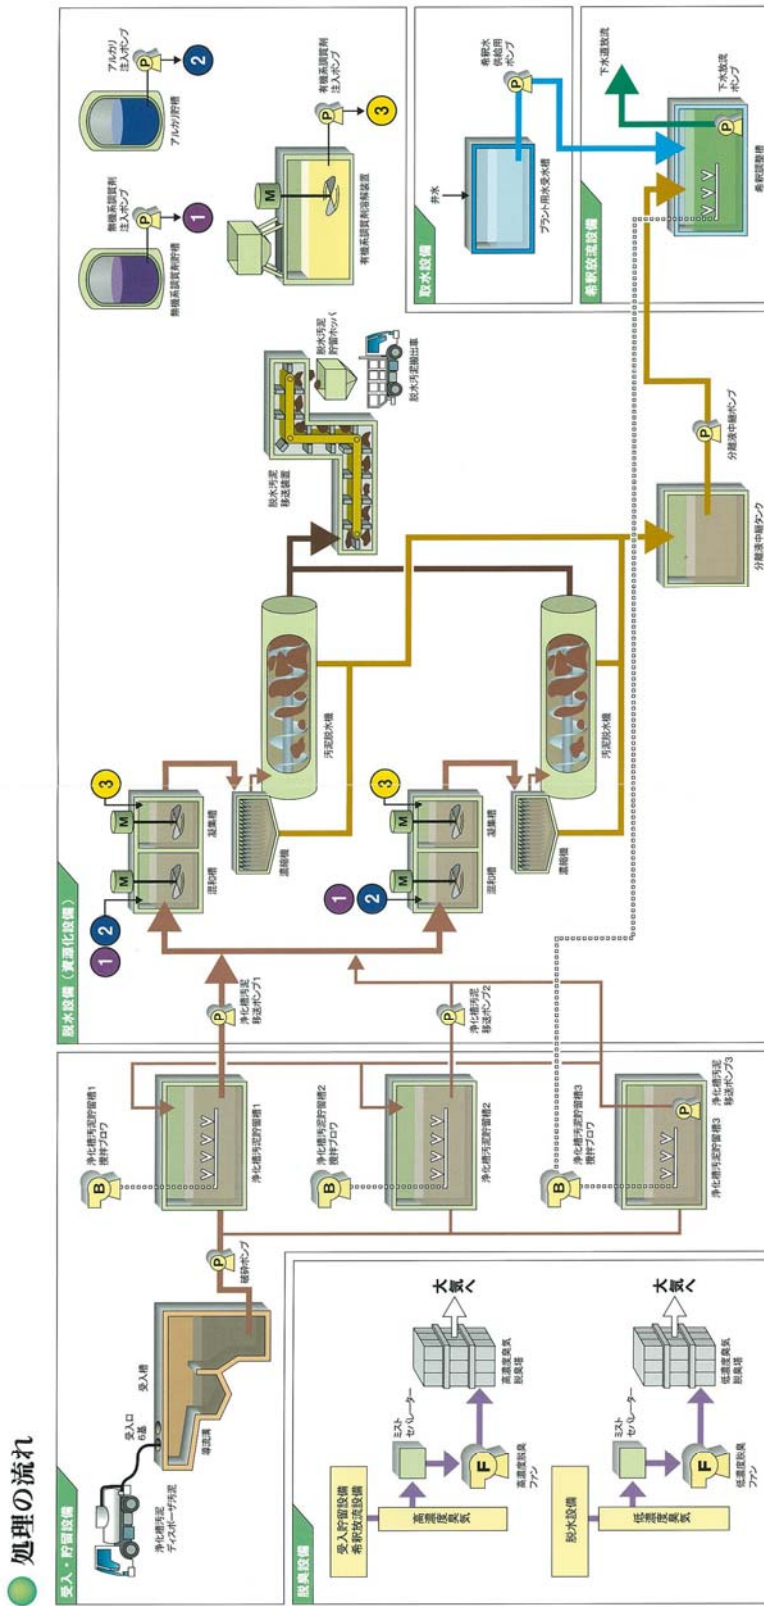 処理の流れ
受入・貯留設備
浄化槽汚泥
ディスポーザ汚泥
受入口
6基
導流溝
受入槽
破砕ポンプ
P
浄化槽汚泥貯留槽1
撹拌ブロワ
B
浄化槽汚泥貯留槽1
浄化槽汚泥貯留槽2
撹拌ブロワ
B
浄化槽汚泥貯留槽2
浄化槽汚泥貯留槽3
撹拌ブロワ
B
浄化槽汚泥貯留槽3
P
浄化槽汚泥
移送ポンプ3
脱水設備(資源化設備)
P
浄化槽汚泥
移送ポンプ1
P
浄化槽汚泥
移送ポンプ2
1
2
3
M
M
混和槽
凝集槽
濃縮機
汚泥脱水機
1
2
3
M
M
混和槽
凝集槽
濃縮機
汚泥脱水機
脱水汚泥
移送装置
脱水汚泥
貯留ホッパ
脱水汚泥搬出車
無機系調質剤貯槽
無機系調質剤
注入ポンプ
P
1
アルカリ貯槽
アルカリ
注入ポンプ
P
2
M
有機系調質剤溶解装置
有機系調質剤
注入ポンプ
P
3
分離液中継タンク
P
分離液中継ポンプ
取水設備
井水
プラント用水受水槽
希釈水
供給用
ポンプ
P
希釈放流設備
下水道放流
下水放流
ポンプ
P
希釈調整槽
脱臭設備
受入貯留設備
希釈放流設備
高濃度臭気
ミスト
セパレーター
F
高濃度脱臭
ファン
高濃度臭気
脱臭塔
大気へ
脱水設備
低濃度臭気
ミスト
セパレーター
F
低濃度脱臭
ファン
低濃度臭気
脱臭塔
大気へ